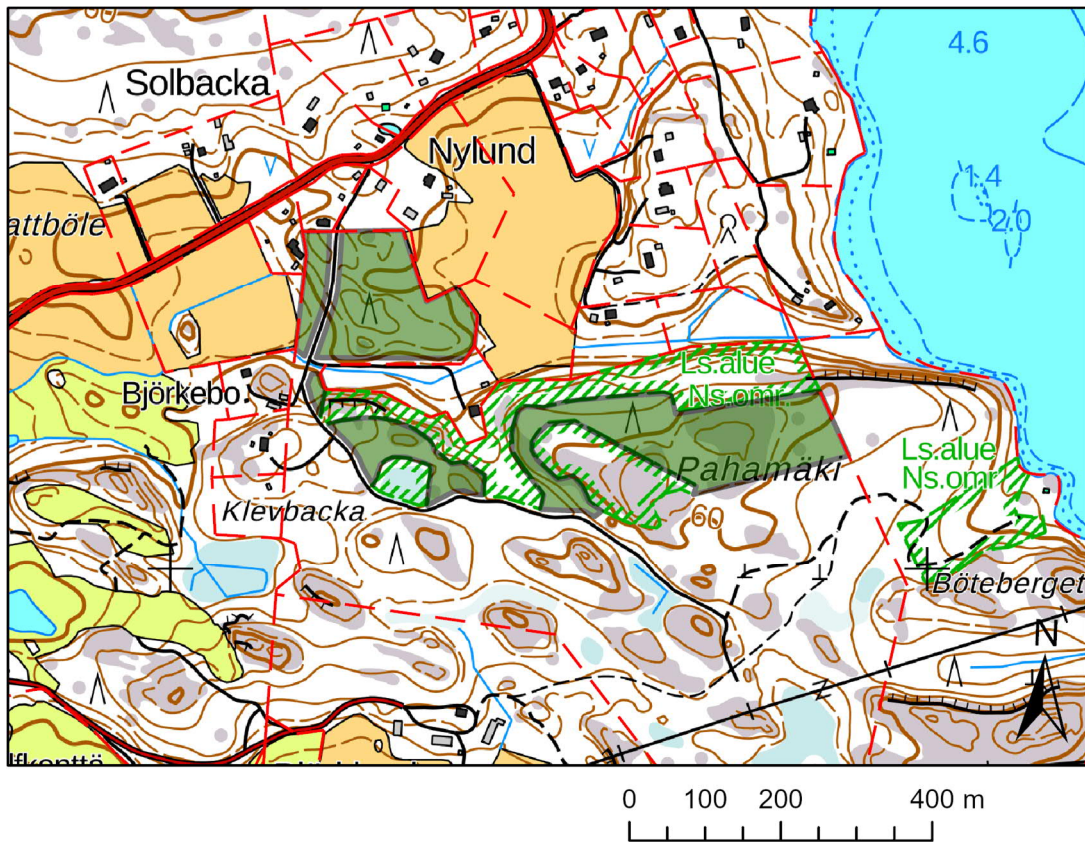 4.6
Solbacka
Nylund
1.4
2.0
attböle
Ls.alue
Ns.omr.
Björkebo
Pahamäki
Ls.alue
Ns.omr
Klevbacka
60
Böteberget
N
0 100 200 400 m